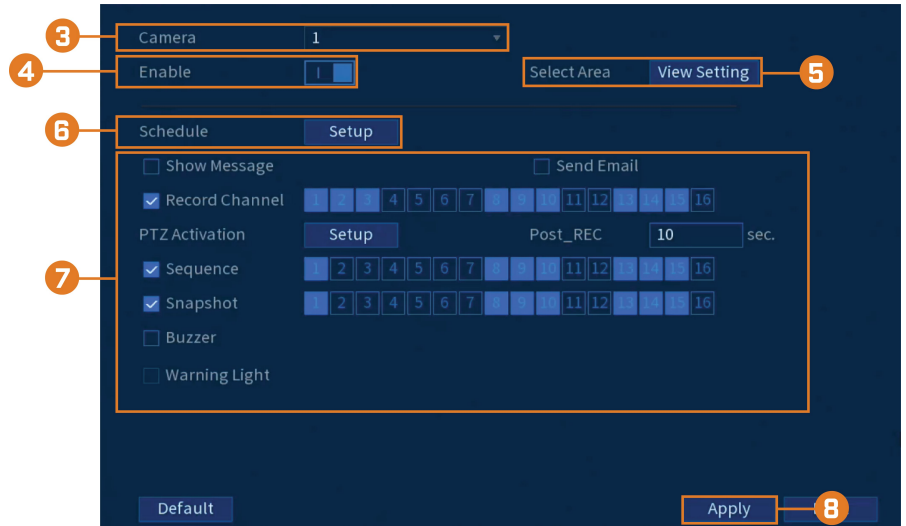 3 Camera 1
4 Enable Select Area View Setting 5
6 Schedule Setup
Show Message Send Email
Record Channel 1 2 3 4 5 6 7 8 9 10 11 12 13 14 15 16
PTZ Activation Setup Post_REC 10 sec.
7 Sequence 1 2 3 4 5 6 7 8 9 10 11 12 13 14 15 16
Snapshot 1 2 3 4 5 6 7 8 9 10 11 12 13 14 15 16
Buzzer
Warning Light
Default Apply 8